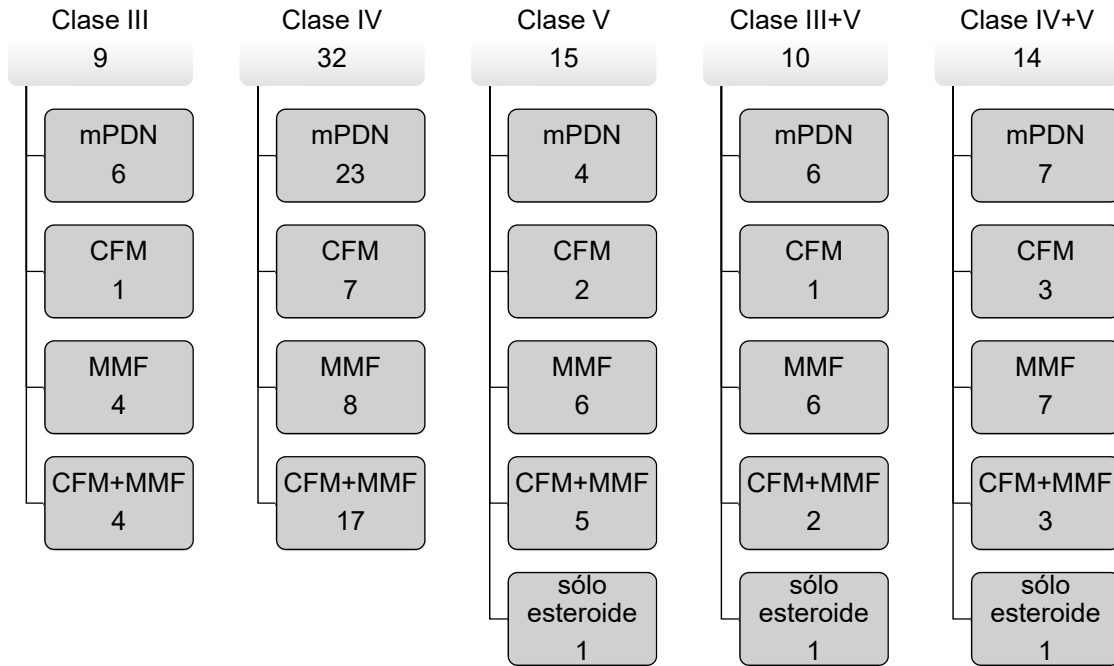 Clase III
9
mPDN
6
CFM
1
MMF
4
CFM+MMF
4
Clase IV
32
mPDN
23
CFM
7
MMF
8
CFM+MMF
17
Clase V
15
mPDN
4
CFM
2
MMF
6
CFM+MMF
5
sólo
esteroide
1
Clase III+V
10
mPDN
6
CFM
1
MMF
6
CFM+MMF
2
sólo
esteroide
1
Clase IV+V
14
mPDN
7
CFM
3
MMF
7
CFM+MMF
3
sólo
esteroide
1